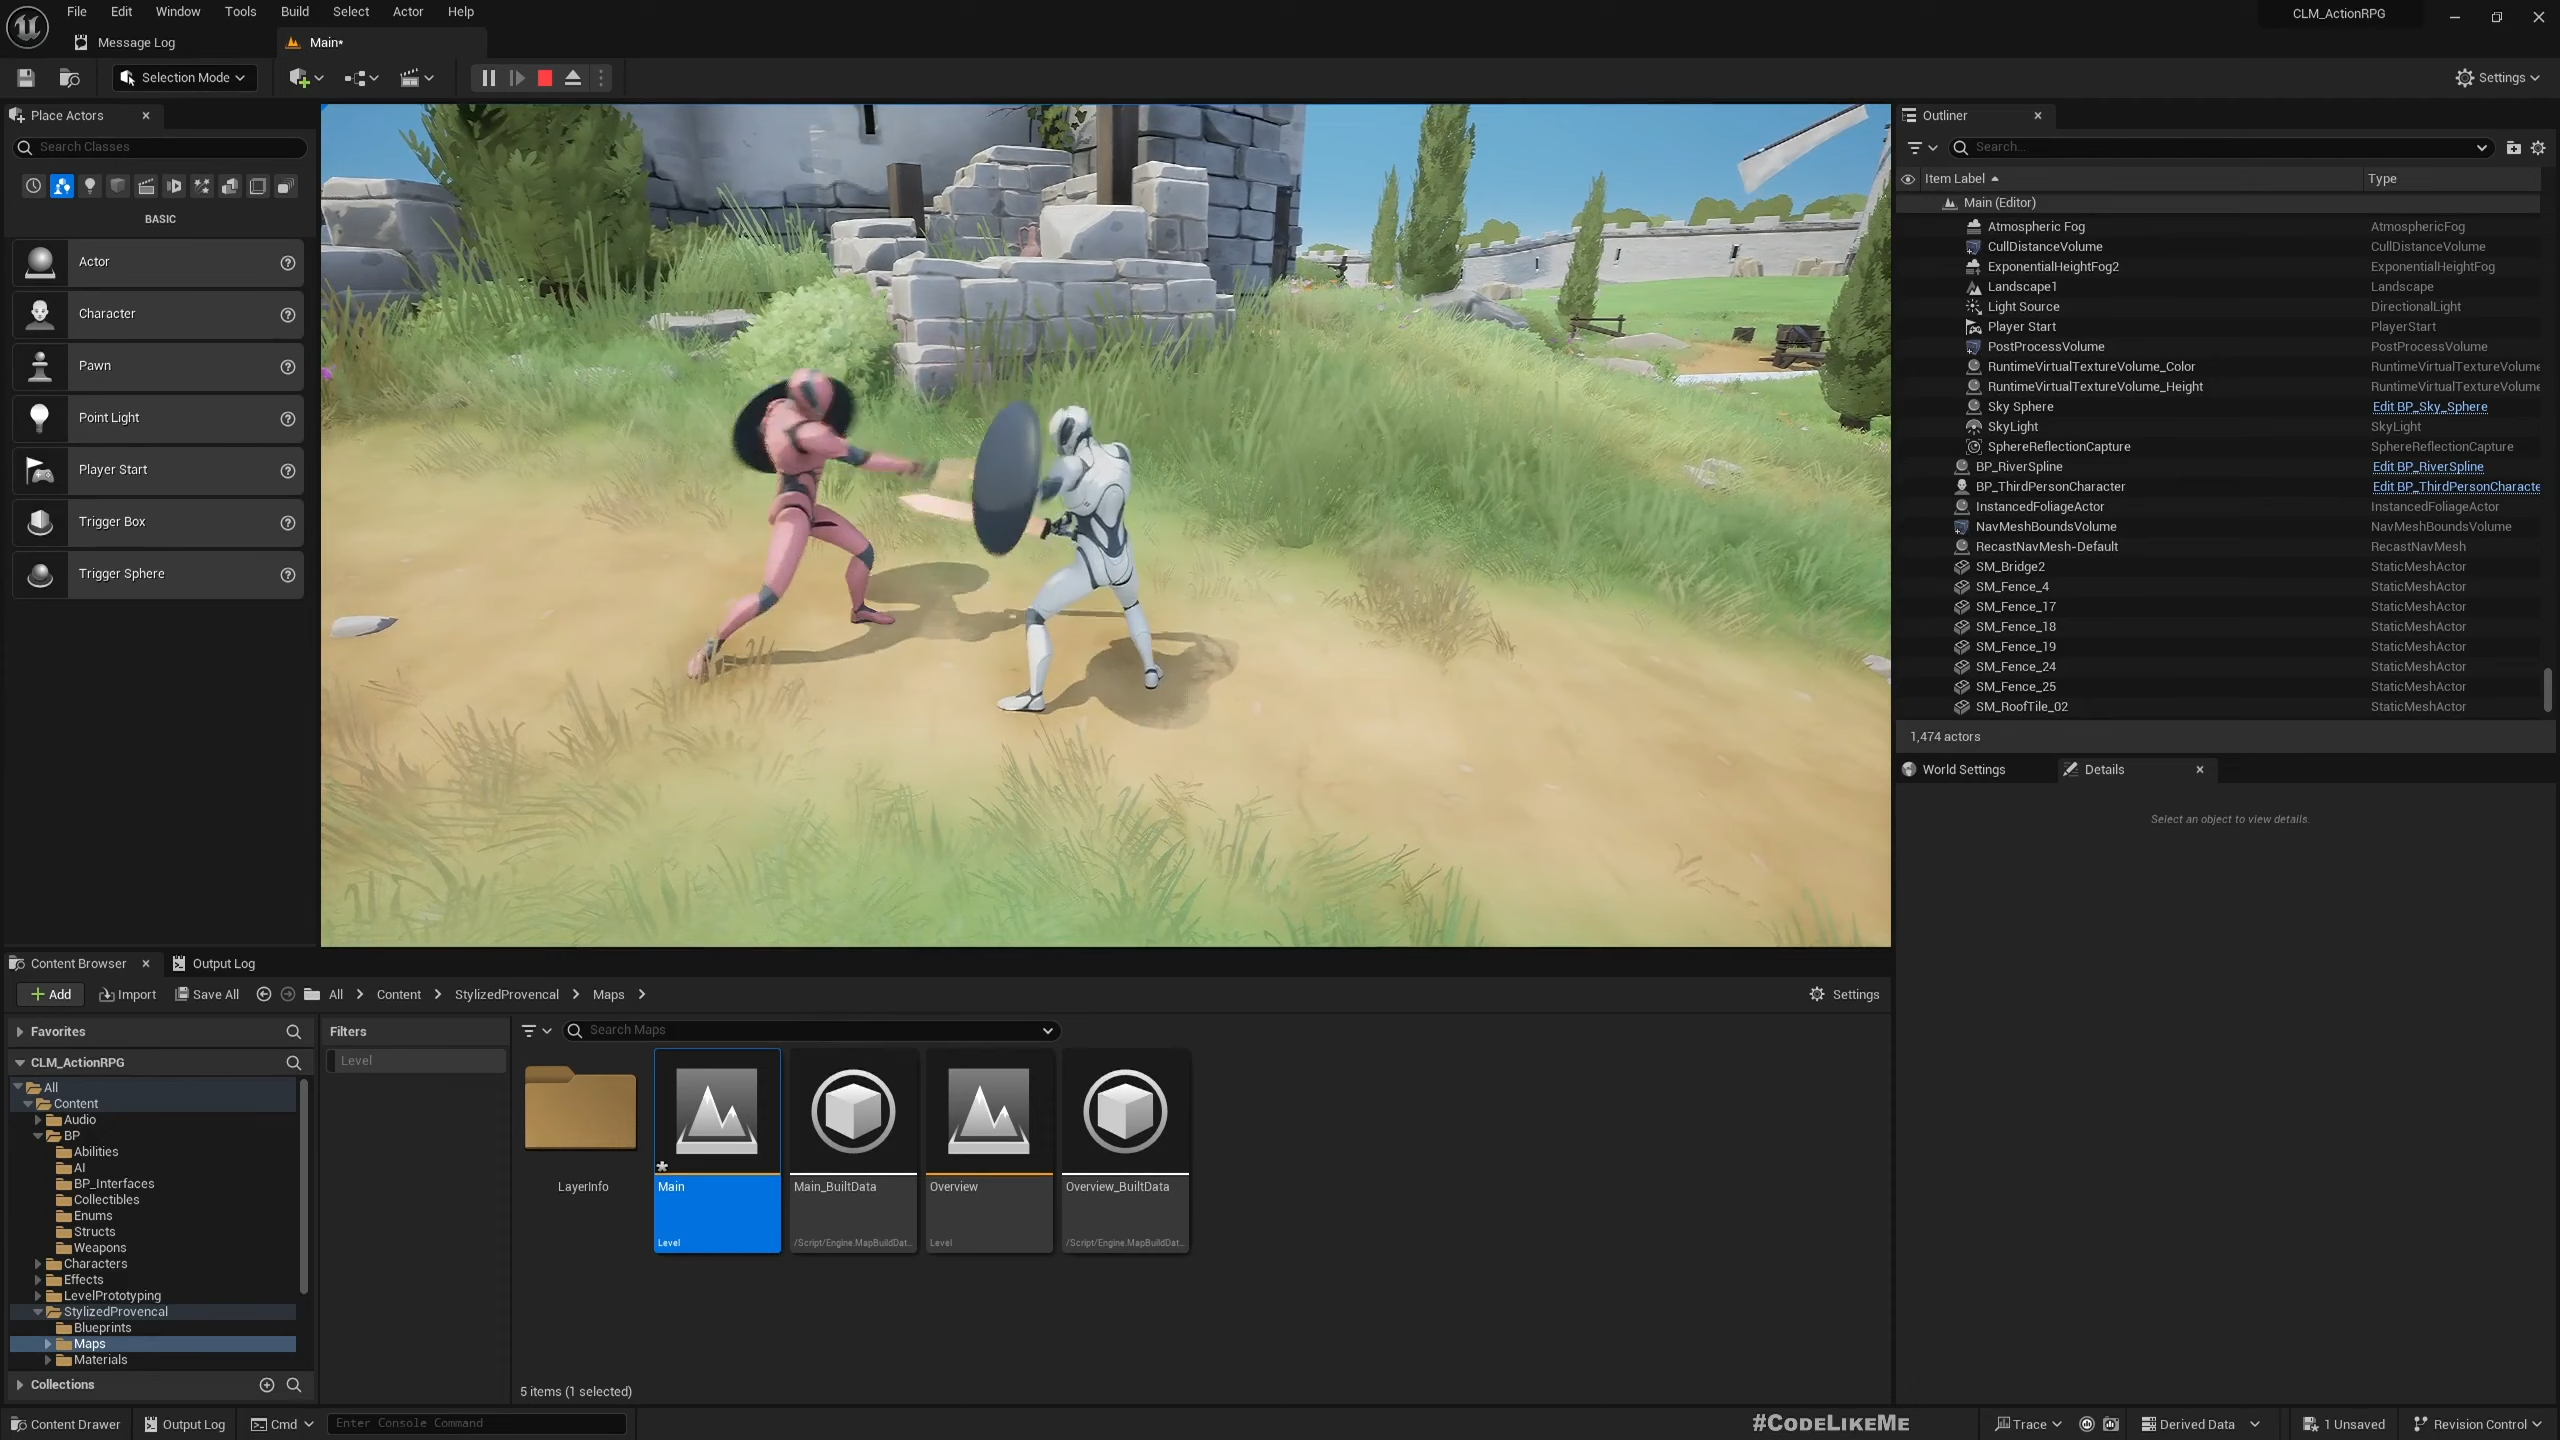 File Edit Window Tools Build Select Actor Help
CLM_ActionRPG
Message Log
Main*
Selection Mode
Settings
Place Actors
Search Classes
BASIC
Actor
Character
Pawn
Point Light
Player Start
Trigger Box
Trigger Sphere
Outliner
Search...
Item Label Type
Main (Editor)
Atmospheric Fog AtmosphericFog
CullDistanceVolume CullDistanceVolume
ExponentialHeightFog2 ExponentialHeightFog
Landscape1 Landscape
Light Source DirectionalLight
Player Start PlayerStart
PostProcessVolume PostProcessVolume
RuntimeVirtualTextureVolume_Color RuntimeVirtualTextureVolume
RuntimeVirtualTextureVolume_Height RuntimeVirtualTextureVolume
Sky Sphere Edit BP_Sky_Sphere
SkyLight SkyLight
SphereReflectionCapture SphereReflectionCapture
BP_RiverSpline Edit BP_RiverSpline
BP_ThirdPersonCharacter Edit BP_ThirdPersonCharacte
InstancedFoliageActor InstancedFoliageActor
NavMeshBoundsVolume NavMeshBoundsVolume
RecastNavMesh-Default RecastNavMesh
SM_Bridge2 StaticMeshActor
SM_Fence_4 StaticMeshActor
SM_Fence_17 StaticMeshActor
SM_Fence_18 StaticMeshActor
SM_Fence_19 StaticMeshActor
SM_Fence_24 StaticMeshActor
SM_Fence_25 StaticMeshActor
SM_RoofTile_02 StaticMeshActor
1,474 actors
World Settings Details
Select an object to view details.
Content Browser Output Log
Add Import Save All All Content StylizedProvencal Maps
Settings
Favorites
CLM_ActionRPG
All
Content
Audio
BP
Abilities
AI
BP_Interfaces
Collectibles
Enums
Structs
Weapons
Characters
Effects
LevelPrototyping
StylizedProvencal
Blueprints
Maps
Materials
Collections
Filters
Level
Search Maps
LayerInfo
Main
Level
Main_BuiltData
/Script/Engine.MapBuildDat...
Overview
Level
Overview_BuiltData
/Script/Engine.MapBuildDat...
5 items (1 selected)
Content Drawer Output Log Cmd Enter Console Command
#CODELIKEME
Trace Derived Data 1 Unsaved Revision Control